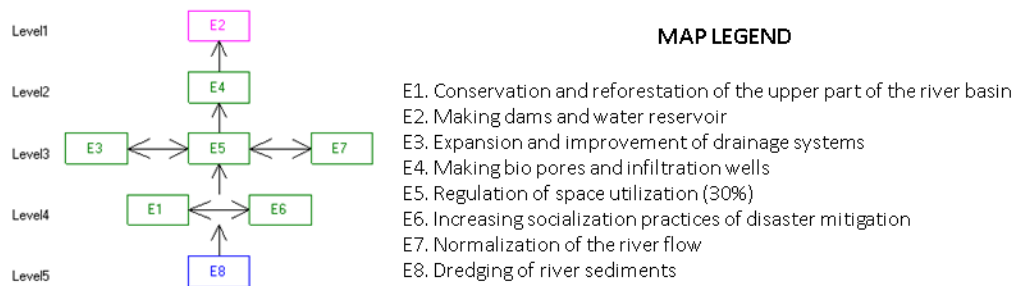 Level1
E2
Level2
E4
Level3
E3 E5 E7
Level4
E1 E6
Level5
E8
MAP LEGEND
E1. Conservation and reforestation of the upper part of the river basin
E2. Making dams and water reservoir
E3. Expansion and improvement of drainage systems
E4. Making bio pores and infiltration wells
E5. Regulation of space utilization (30%)
E6. Increasing socialization practices of disaster mitigation
E7. Normalization of the river flow
E8. Dredging of river sediments